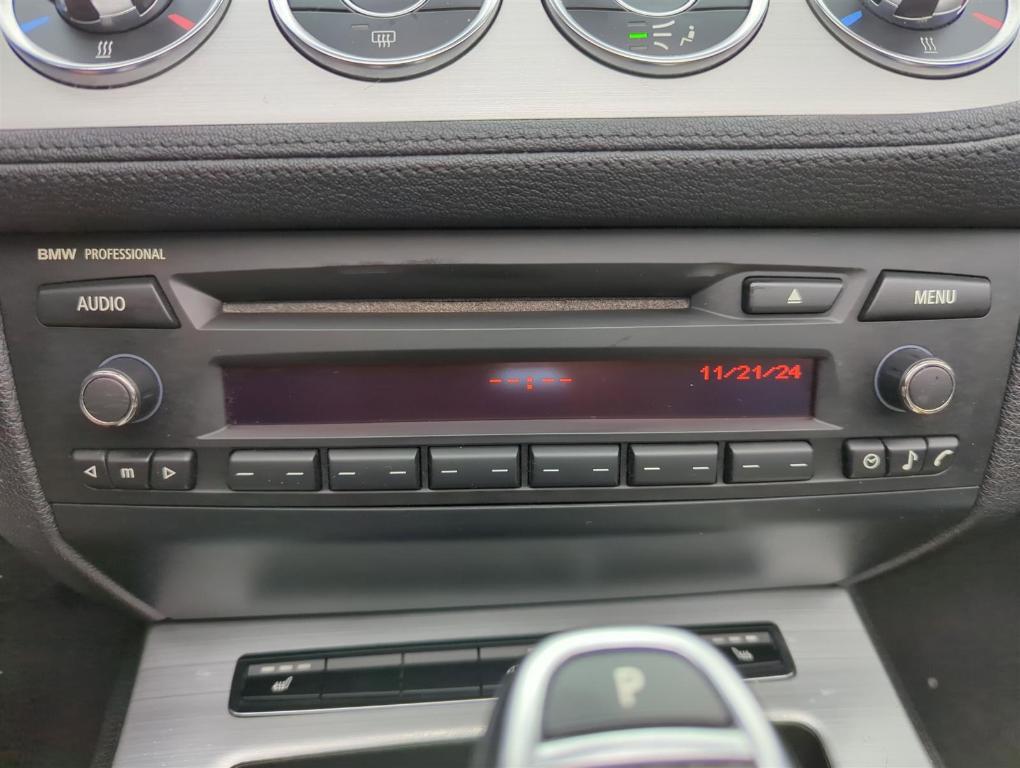 BMW PROFESSIONAL
AUDIO
MENU
--:-- 11/21/24
m
P